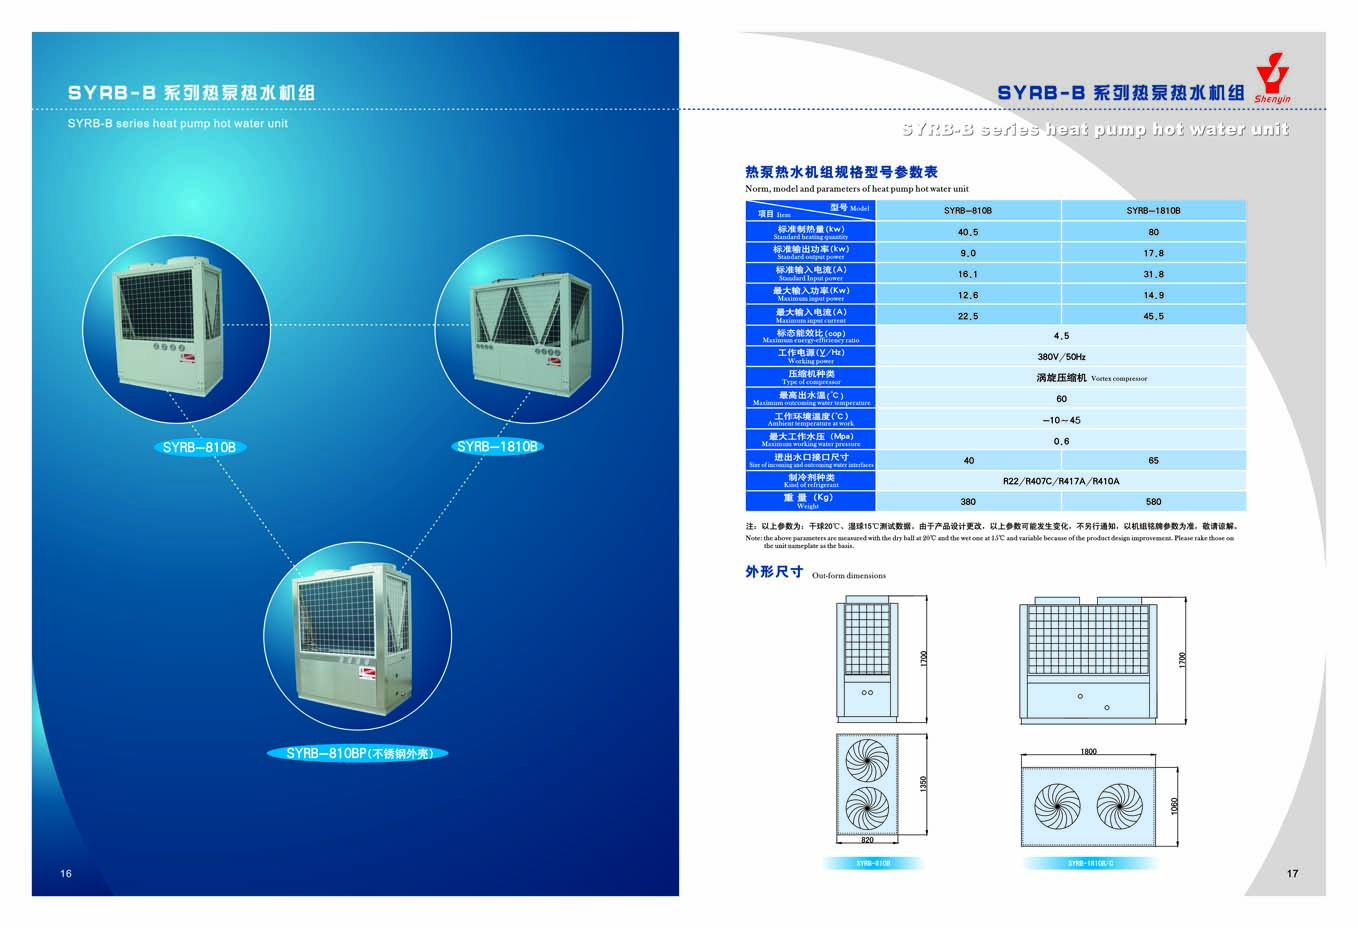 SYRB-B 系列热泵热水机组
SYRB-B series heat pump hot water unit
SYRB-810B
SYRB-1810B
SYRB-810BP(不锈钢外壳)
16
SYRB-B 系列热泵热水机组
Shenyin
SYRB-B series heat pump hot water unit
热泵热水机组规格型号参数表
Norm, model and parameters of heat pump hot water unit
型号 Model
项目 Item
SYRB-810B
SYRB-1810B
标准制热量(kw)
Standard heating quantity
40.5
80
标准输出功率(kw)
Standard output power
9.0
17.8
标准输入电流(A)
Standard Input power
16.1
31.8
最大输入功率(Kw)
Maximum input power
12.6
14.9
最大输入电流(A)
Maximum input current
22.5
45.5
标态能效比(cop)
Maximum energy-efficiency ratio
4.5
工作电源(V/Hz)
Working power
380V/50Hz
压缩机种类
Type of compressor
涡旋压缩机 Vortex compressor
最高出水温(℃)
Maximum outcoming water temperature
60
工作环境温度(℃)
Ambient temperature at work
-10~45
最大工作水压 (Mpa)
Maximum working water pressure
0.6
进出水口接口尺寸
Size of incoming and outcoming water interfaces
40
65
制冷剂种类
Kind of refrigerant
R22/R407C/R417A/R410A
重 量 (Kg)
Weight
380
580
注:以上参数为:干球20℃、湿球15℃测试数据。由于产品设计更改,以上参数可能发生变化,不另行通知,以机组铭牌参数为准,敬请谅解。
Note: the above parameters are measured with the dry ball at 20℃ and the wet one at 15℃ and variable because of the product design improvement. Please rake those on
the unit nameplate as the basis.
外形尺寸 Out-form dimensions
1700
1700
1350
820
1800
1060
SYRB-810B
SYRB-1810B/C
17